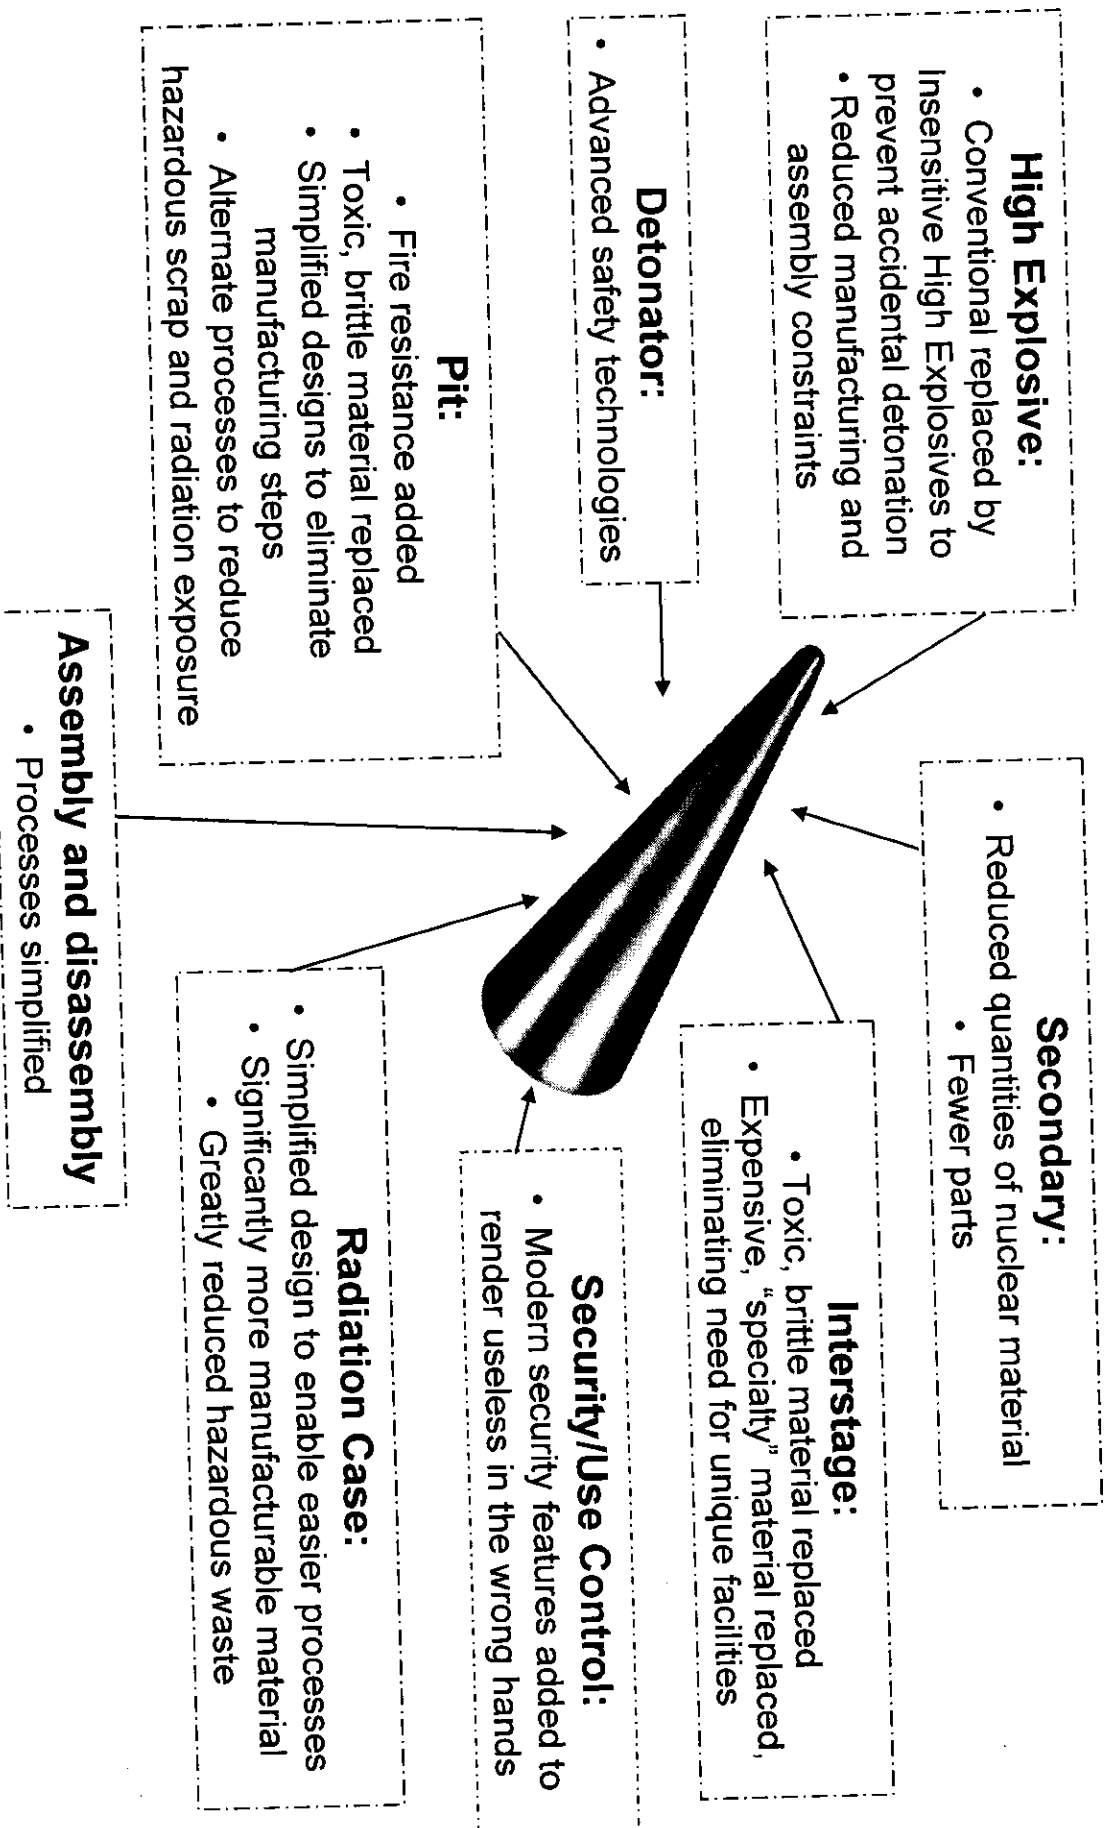 High Explosive:
• Conventional replaced by
Insensitive High Explosives to
prevent accidental detonation
• Reduced manufacturing and
assembly constraints
Detonator:
• Advanced safety technologies
Pit:
• Fire resistance added
• Toxic, brittle material replaced
• Simplified designs to eliminate
manufacturing steps
• Alternate processes to reduce
hazardous scrap and radiation exposure
Secondary:
• Reduced quantities of nuclear material
• Fewer parts
Interstage:
• Toxic, brittle material replaced
• Expensive, “specialty” material replaced,
eliminating need for unique facilities
Security/Use Control:
• Modern security features added to
render useless in the wrong hands
Radiation Case:
• Simplified design to enable easier processes
• Significantly more manufacturable material
• Greatly reduced hazardous waste
Assembly and disassembly
• Processes simplified